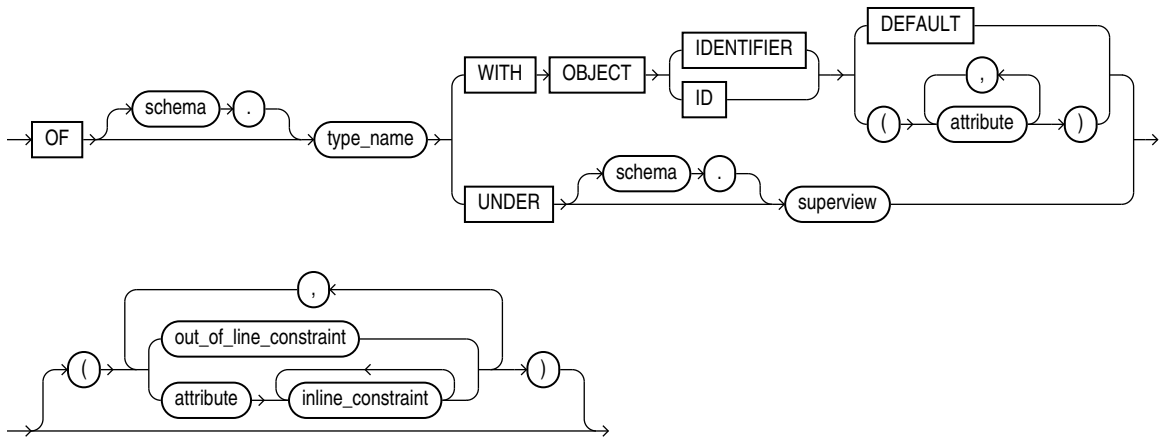 DEFAULT
IDENTIFIER
WITH OBJECT
ID
,
schema .
( attribute )
OF
type_name
schema .
UNDER
superview
,
out_of_line_constraint
( )
attribute inline_constraint